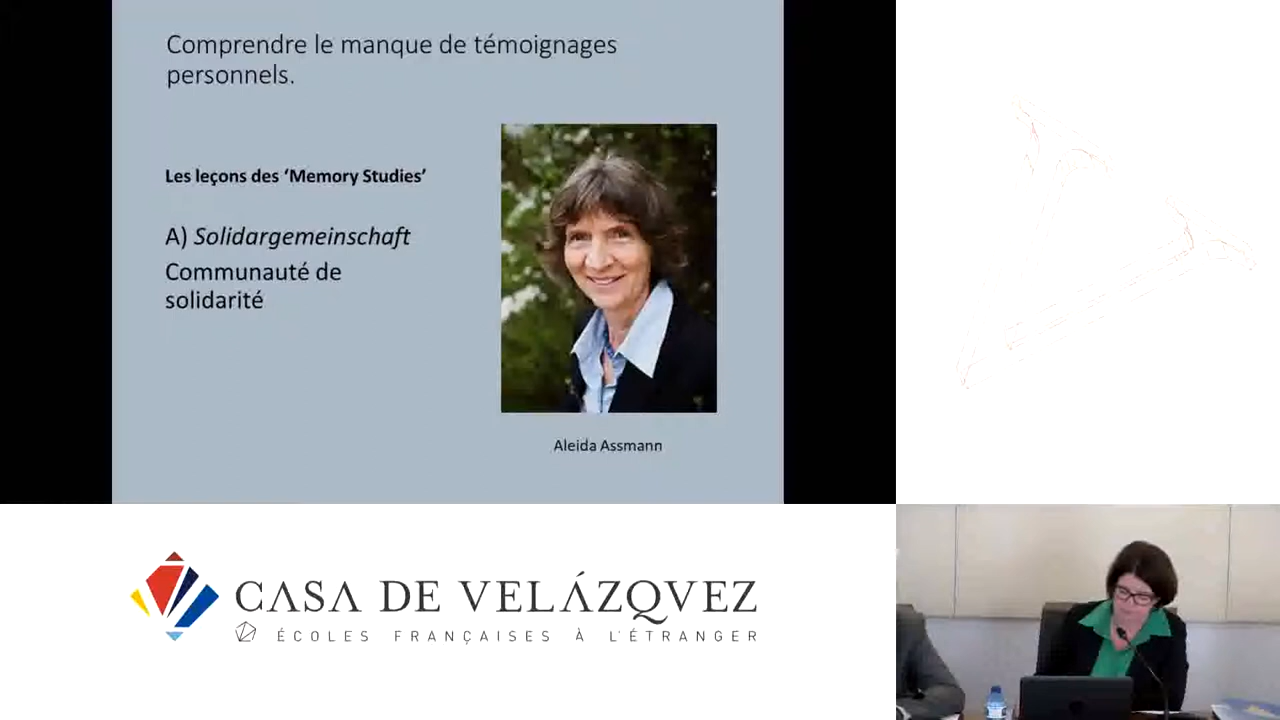 Comprendre le manque de témoignages
personnels.
Les leçons des ‘Memory Studies’
A) Solidargemeinschaft
Communauté de
solidarité
Aleida Assmann
CASA DE VELÁZQVEZ
ÉCOLES FRANÇAISES À L'ÉTRANGER